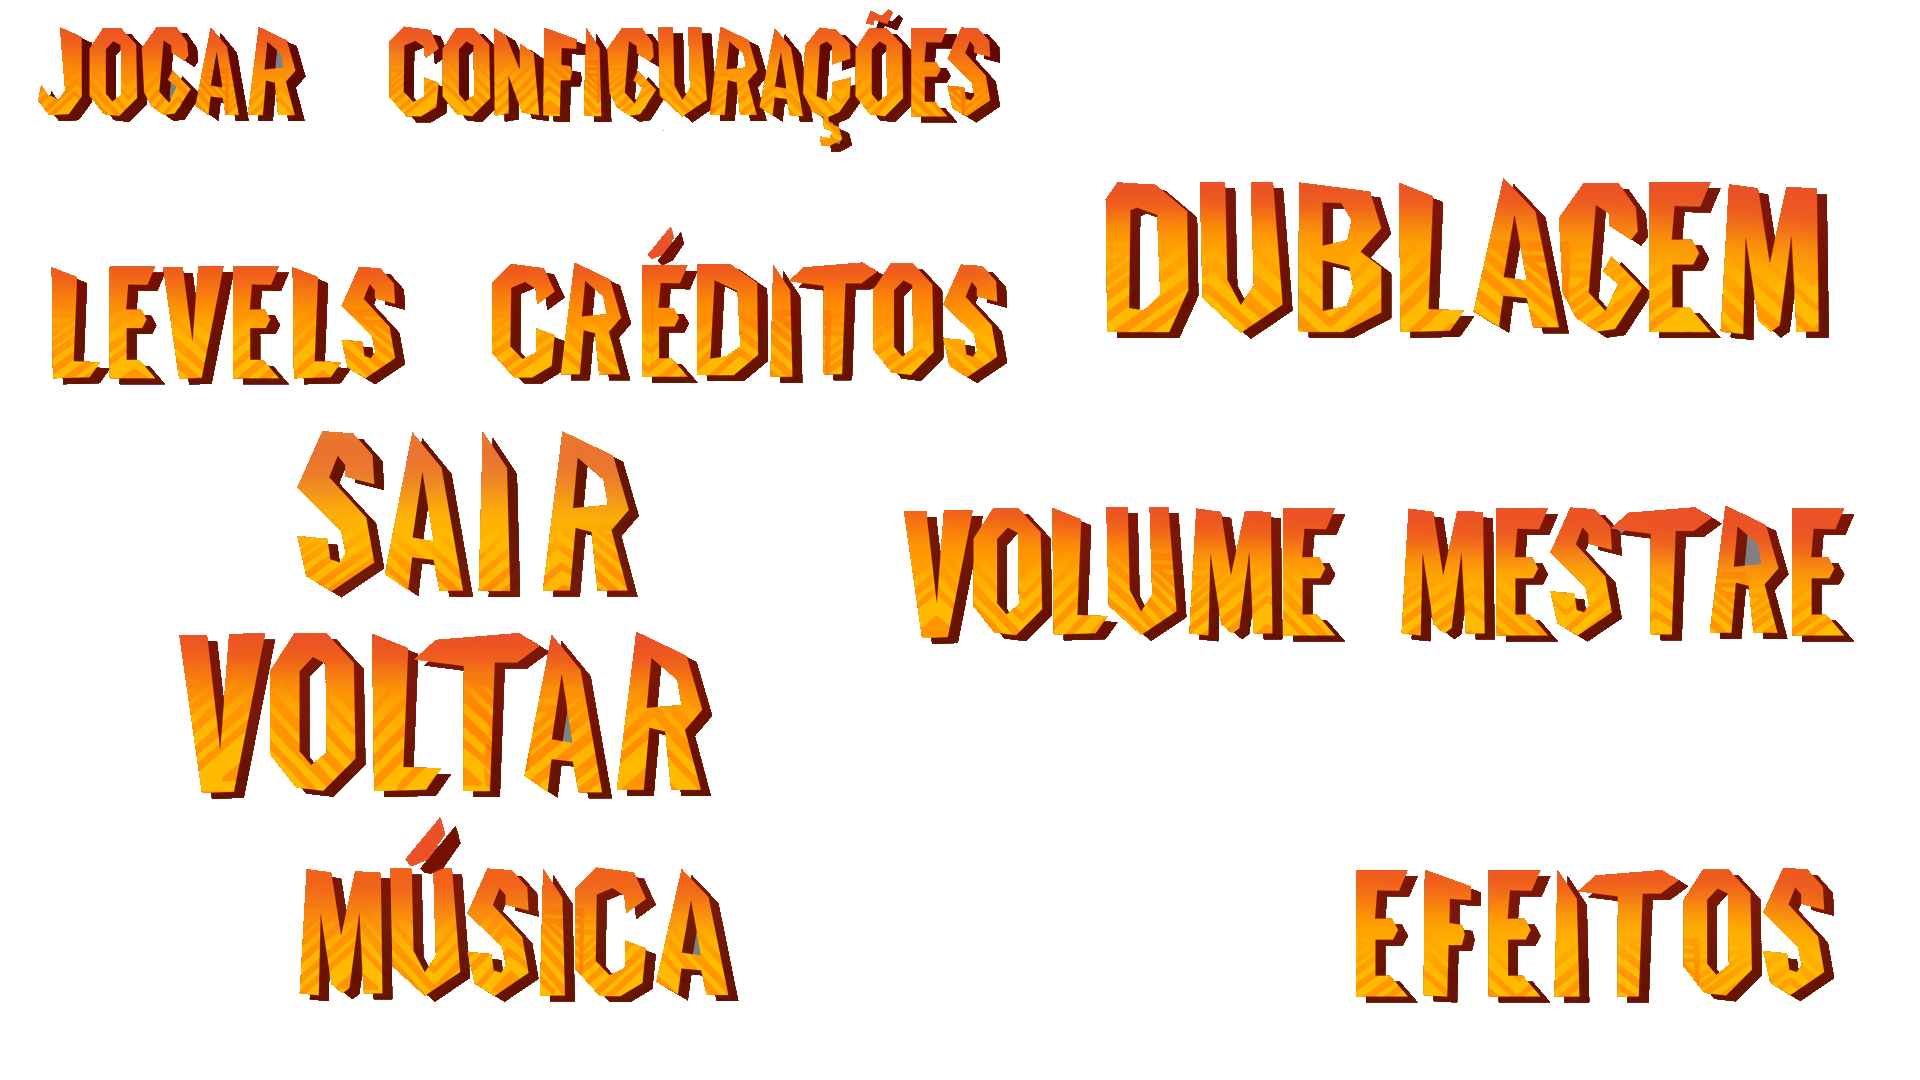 JOGAR CONFIGURAÇÕES
DUBLAGEM
LEVELS CRÉDITOS
SAIR
VOLUME MESTRE
VOLTAR
MÚSICA
EFEITOS